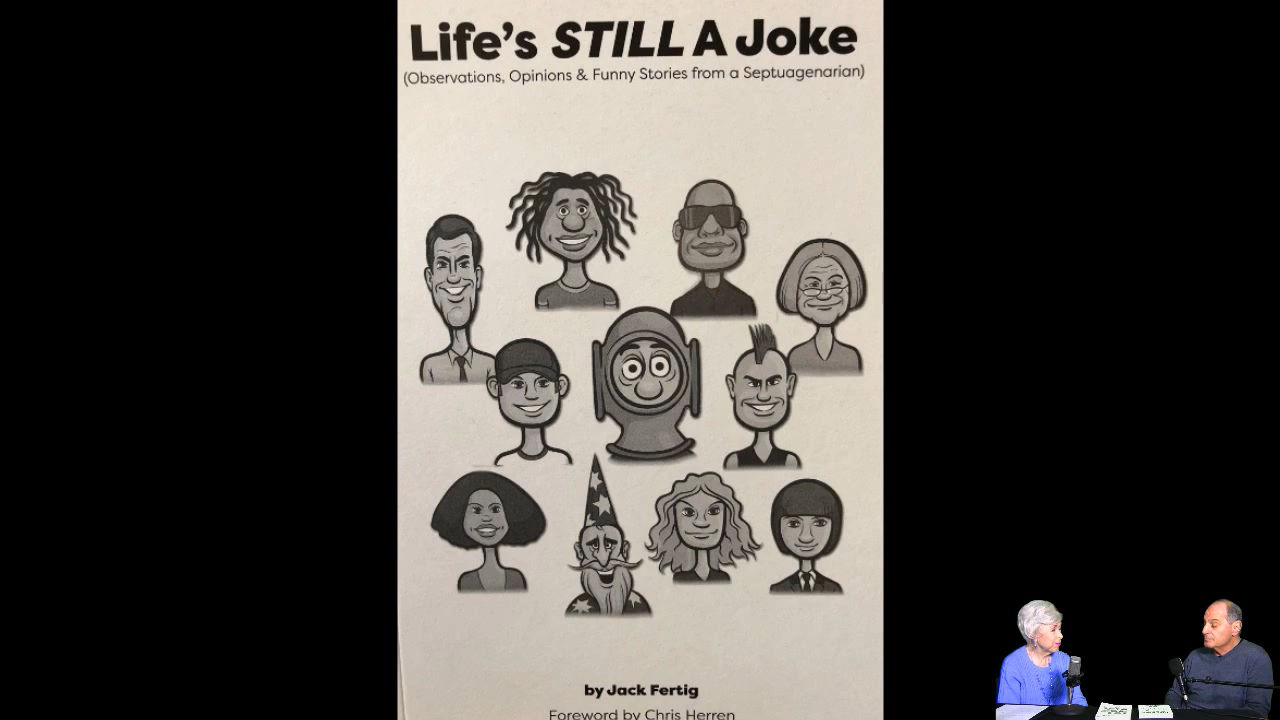 Life's STILL A Joke
(Observations, Opinions & Funny Stories from a Septuagenarian)
by Jack Fertig
Foreword by Chris Herren